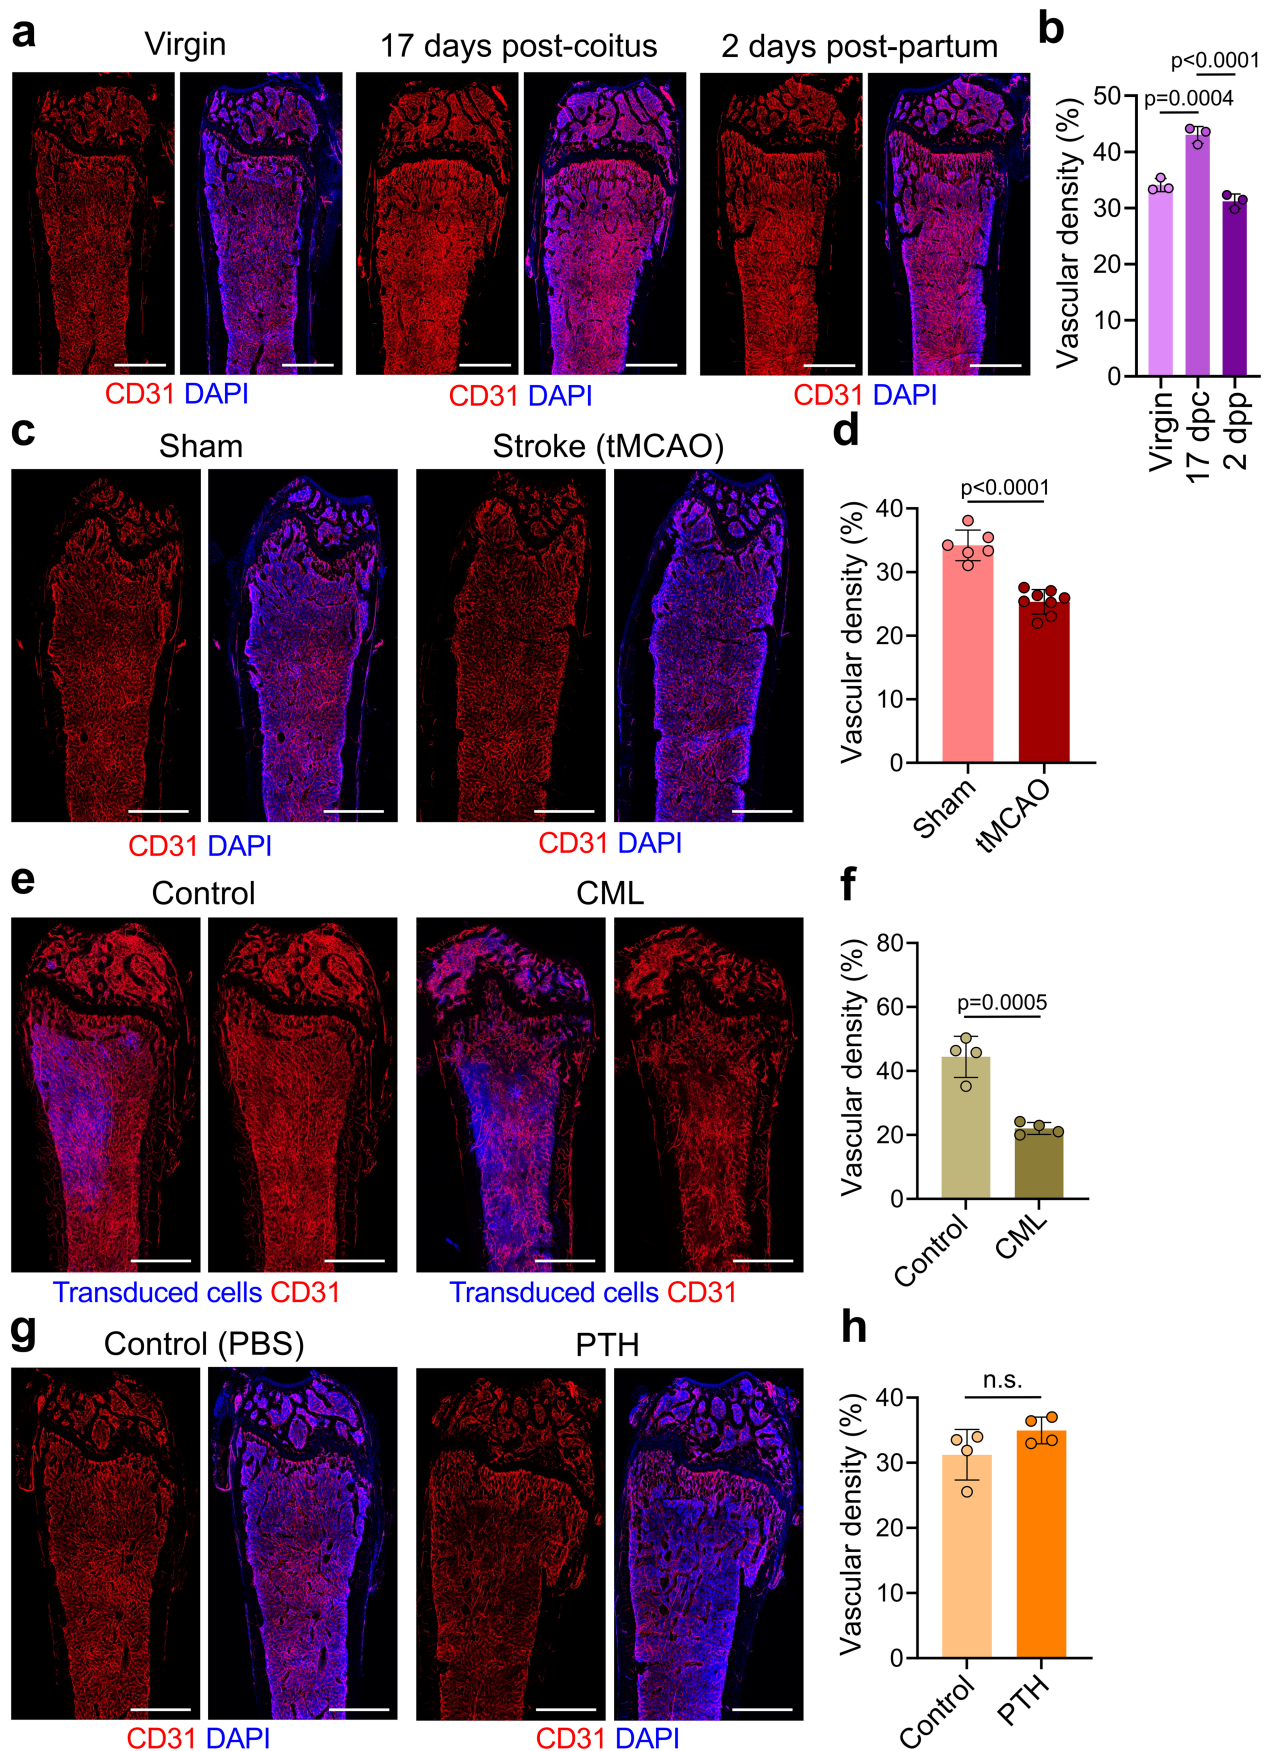 a
Virgin
17 days post-coitus
2 days post-partum
CD31 DAPI
CD31 DAPI
CD31 DAPI
b
p<0.0001
p=0.0004
Vascular density (%)
50
40
30
20
10
0
Virgin
17 dpc
2 dpp
c
Sham
Stroke (tMCAO)
CD31 DAPI
CD31 DAPI
d
p<0.0001
Vascular density (%)
40
30
20
10
0
Sham
tMCAO
e
Control
CML
Transduced cells CD31
Transduced cells CD31
f
p=0.0005
Vascular density (%)
80
60
40
20
0
Control
CML
g
Control (PBS)
PTH
CD31 DAPI
CD31 DAPI
h
n.s.
Vascular density (%)
40
30
20
10
0
Control
PTH